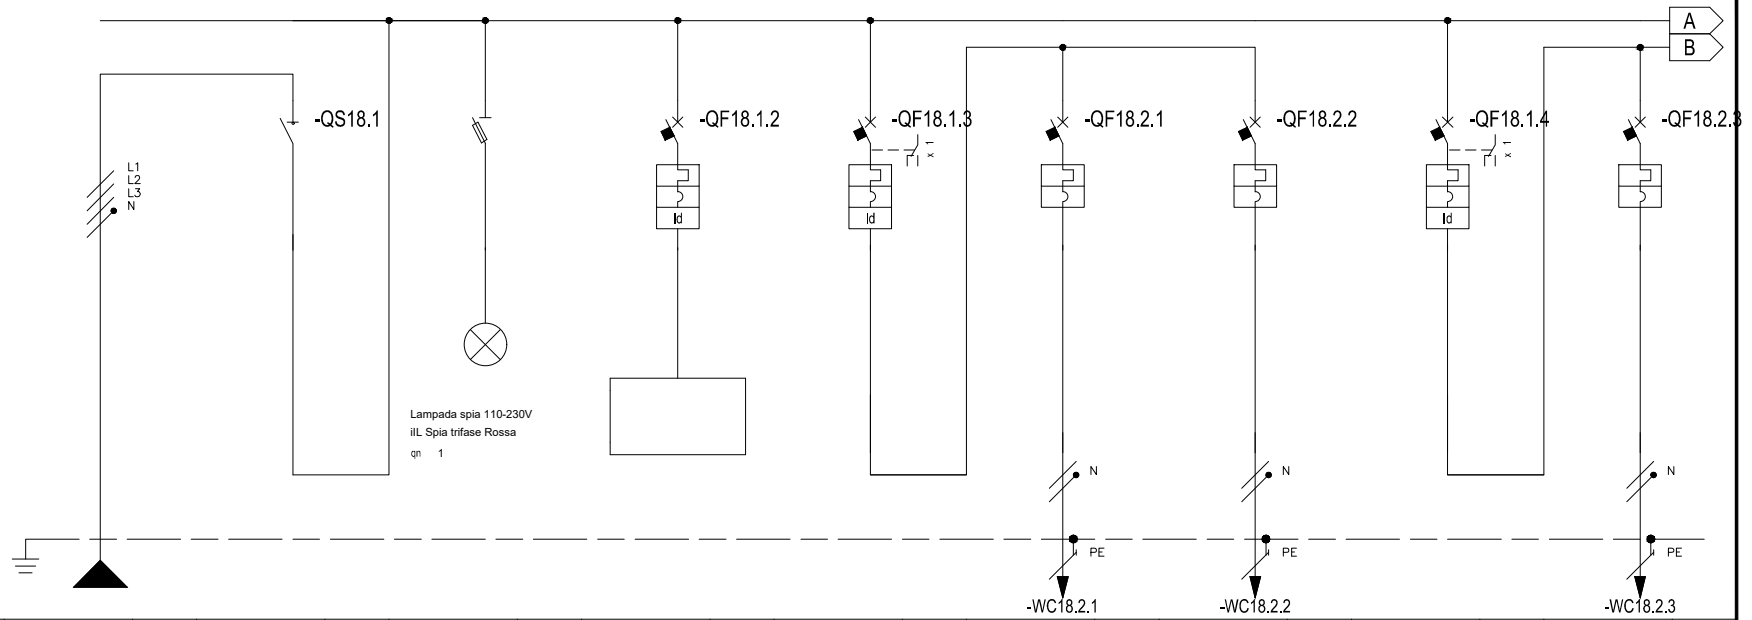 A
B
-QS18.1
-QF18.1.2
-QF18.1.3
-QF18.2.1
-QF18.2.2
-QF18.1.4
-QF18.2.3
x 1
x 1
L1
L2
L3
N
Id
Id
Id
Lampada spia 110-230V
iIL Spia trifase Rossa
qn 1
N
N
N
PE
PE
PE
-WC18.2.1
-WC18.2.2
-WC18.2.3